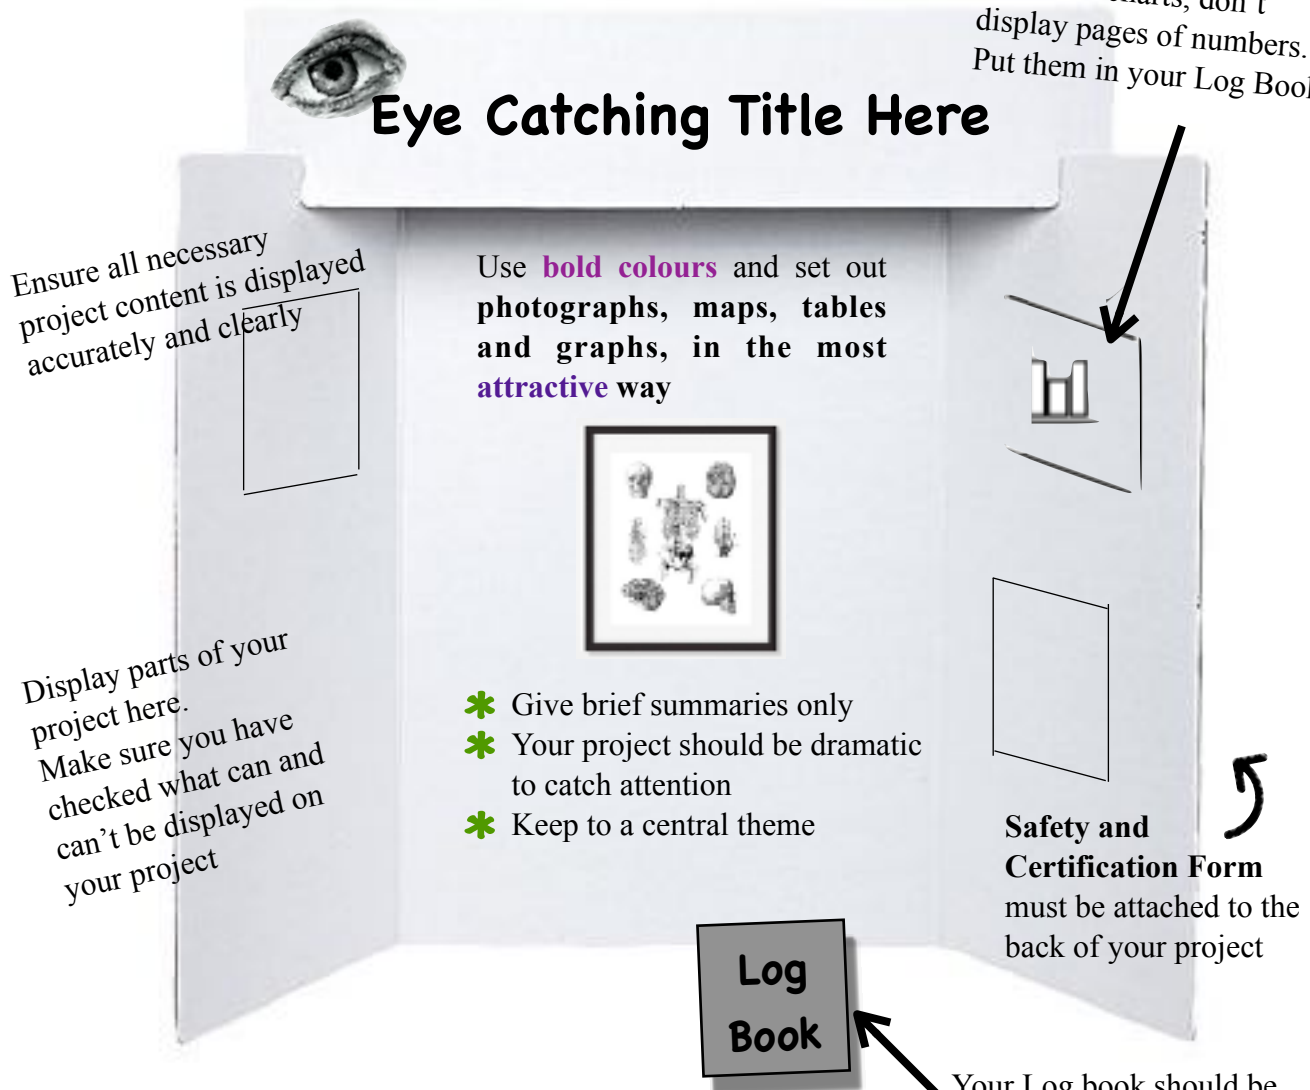 display pages of numbers.
Put them in your Log
Eye Catching Title Here
Ensure all necessary
project content is displayed
accurately and clearly
Use bold colours and set out
photographs, maps, tables
and graphs, in the most
attractive way
Display parts of your
project here.
Make sure you have
checked what can and
can't be displayed on
your project
Give brief summaries only
Your project should be dramatic
to catch attention
Keep to a central theme
Safety and
Certification Form
must be attached to the
back of your project
Log
Book
Your Log book should be